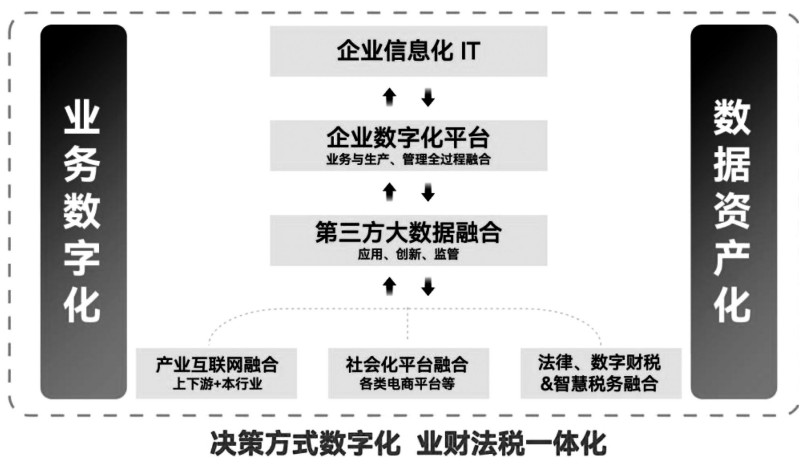 业务数字化
企业信息化 IT
企业数字化平台
业务与生产、管理全过程融合
第三方大数据融合
应用、创新、监管
产业互联网融合
上下游+本行业
社会化平台融合
各类电商平台等
法律、数字财税
&智慧税务融合
数据资产化
决策方式数字化 业财法税一体化